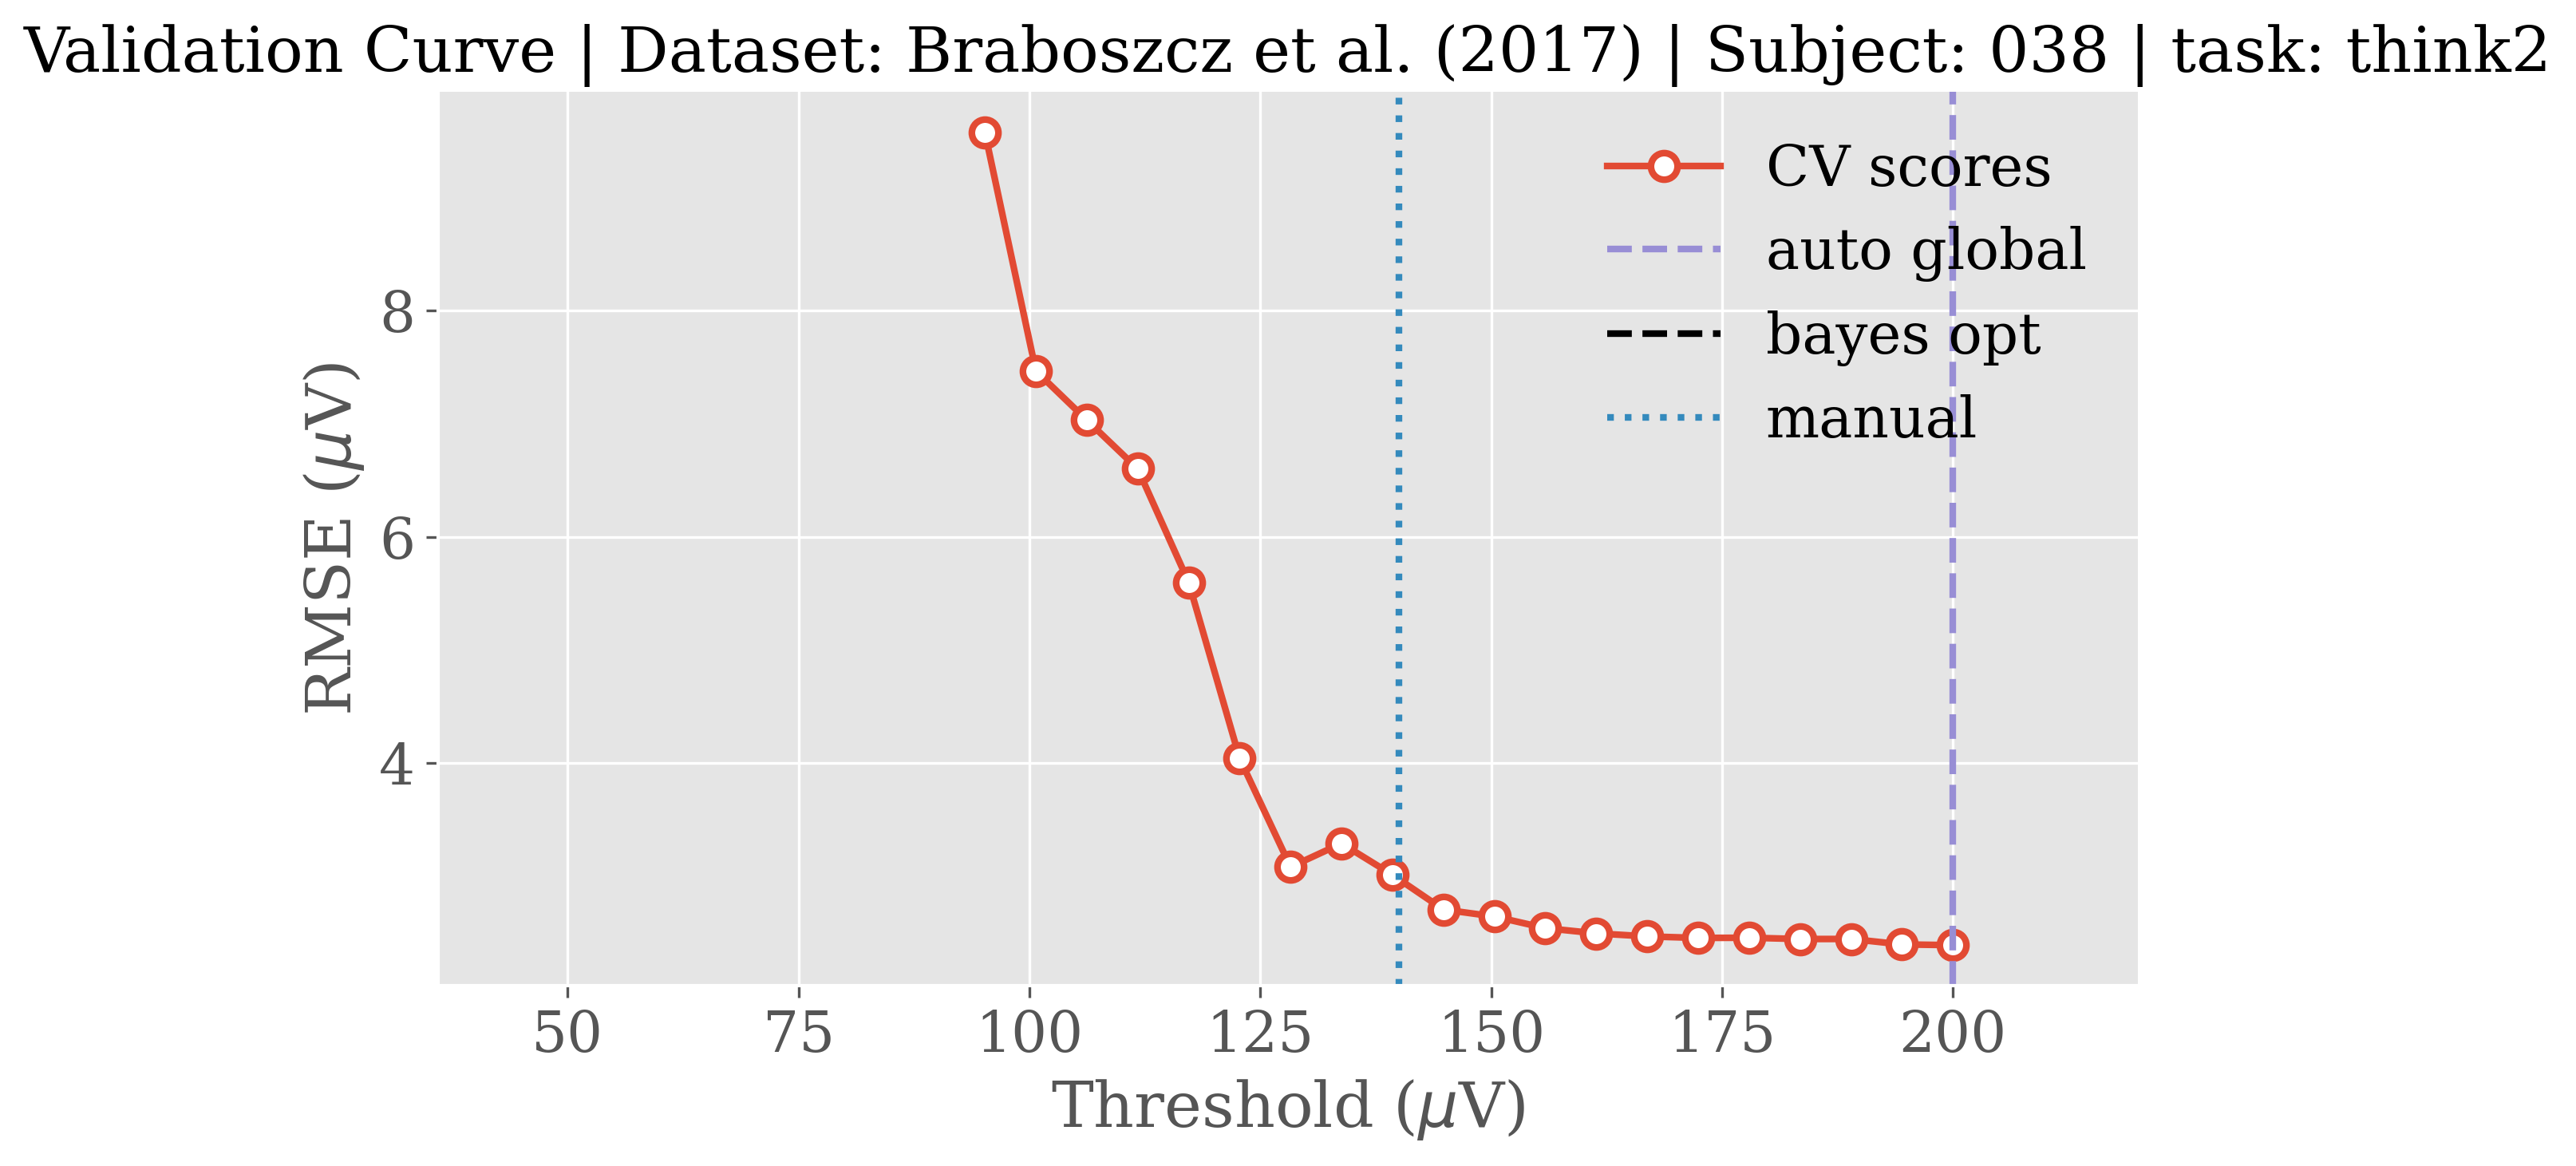 Validation Curve | Dataset: Braboszcz et al. (2017) | Subject: 038 | task: think2
CV scores
auto global
bayes opt
manual
8
6
4
RMSE (μV)
50 75 100 125 150 175 200
Threshold (μV)